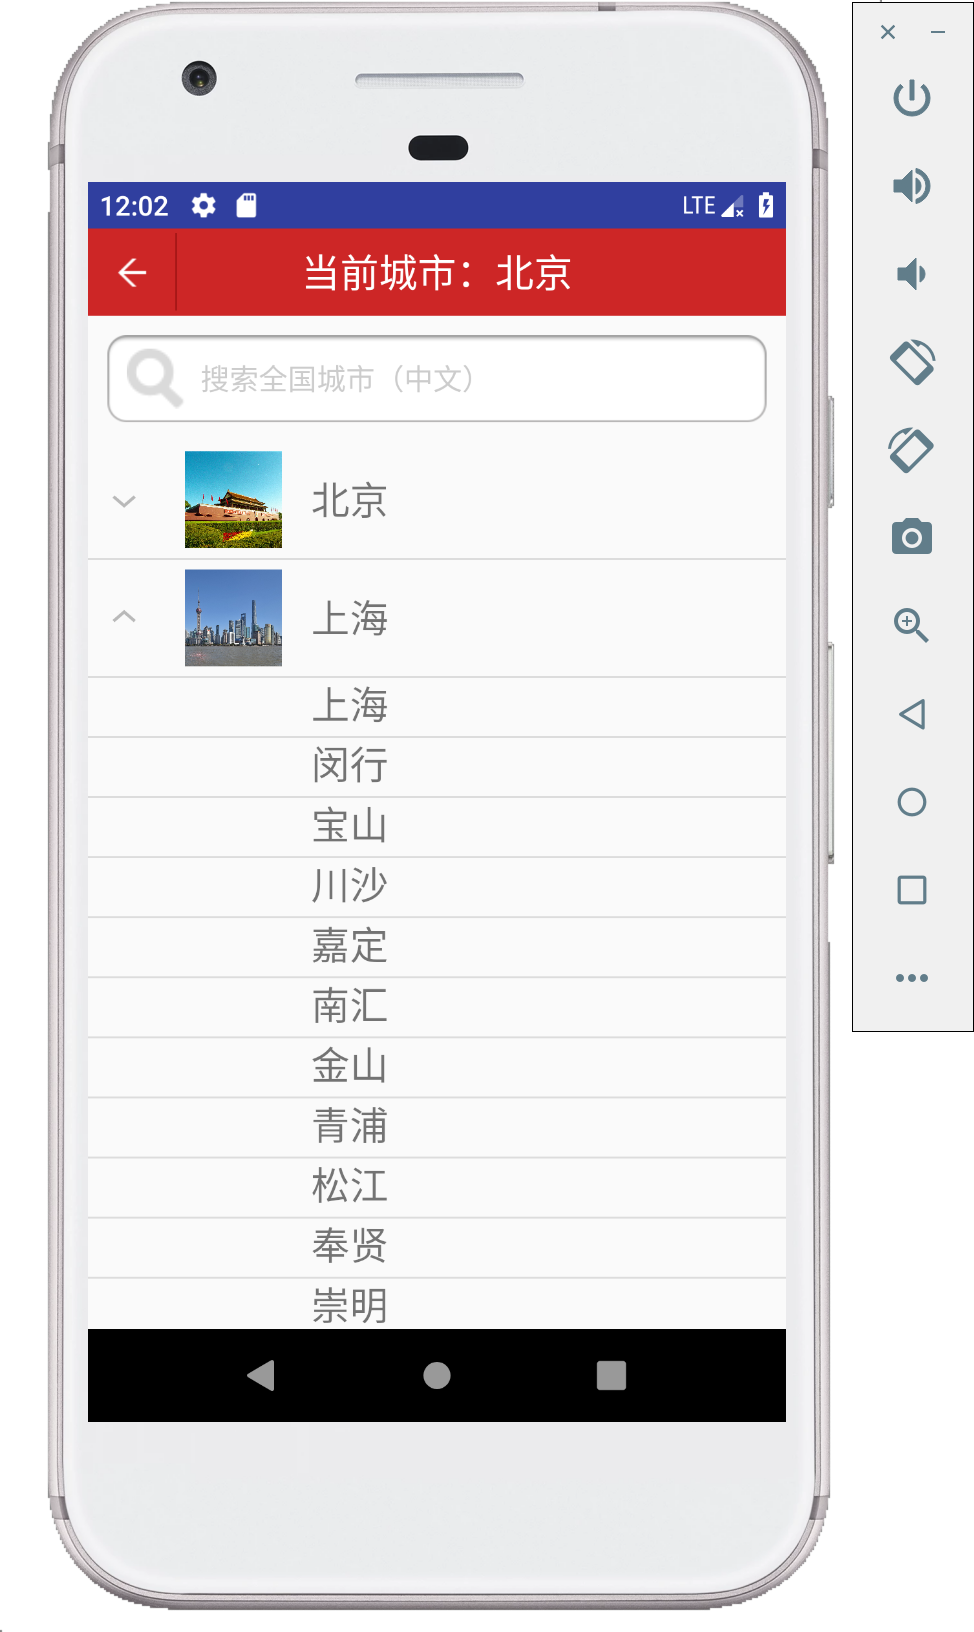 12:02 LTE
当前城市：北京
搜索全国城市（中文）
北京
上海
上海
闵行
宝山
川沙
嘉定
南汇
金山
青浦
松江
奉贤
崇明